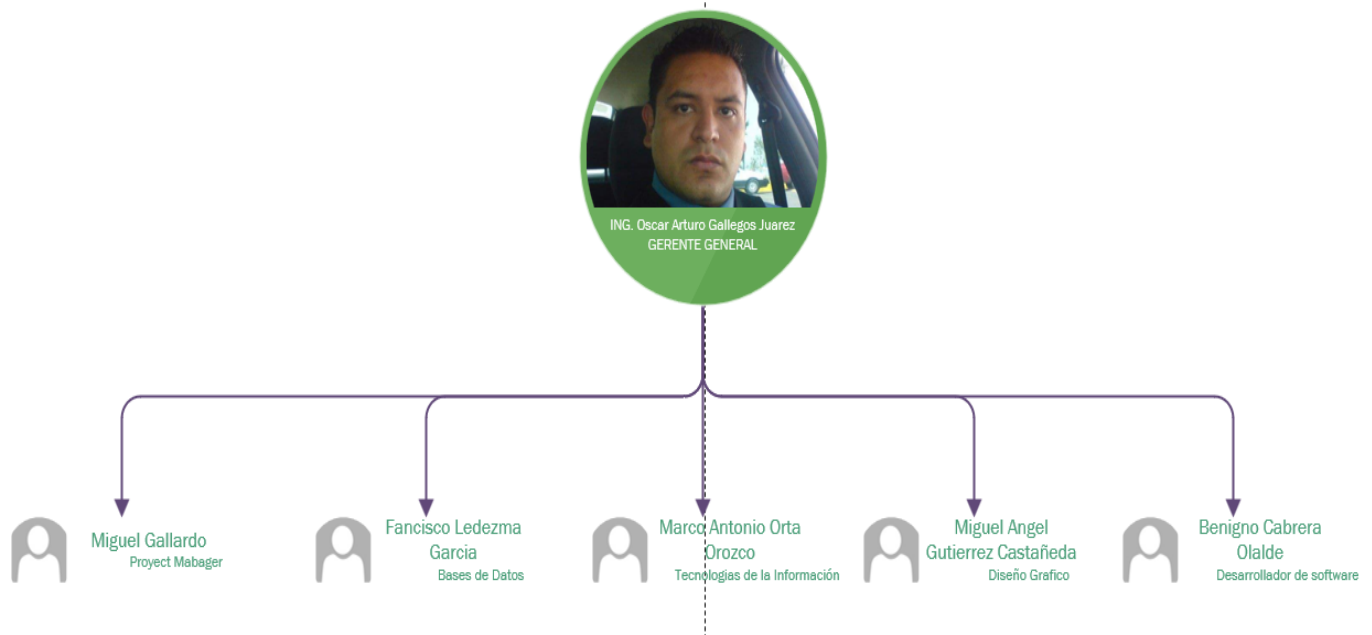 ING. Oscar Arturo Gallegos Juarez
GERENTE GENERAL
Miguel Gallardo
Proyect Mabager
Fancisco Ledezma
Garcia
Bases de Datos
Marco Antonio Orta
Orozco
Tecnologias de la Información
Miguel Angel
Gutierrez Castañeda
Diseño Grafico
Benigno Cabrera
Olalde
Desarrollador de software